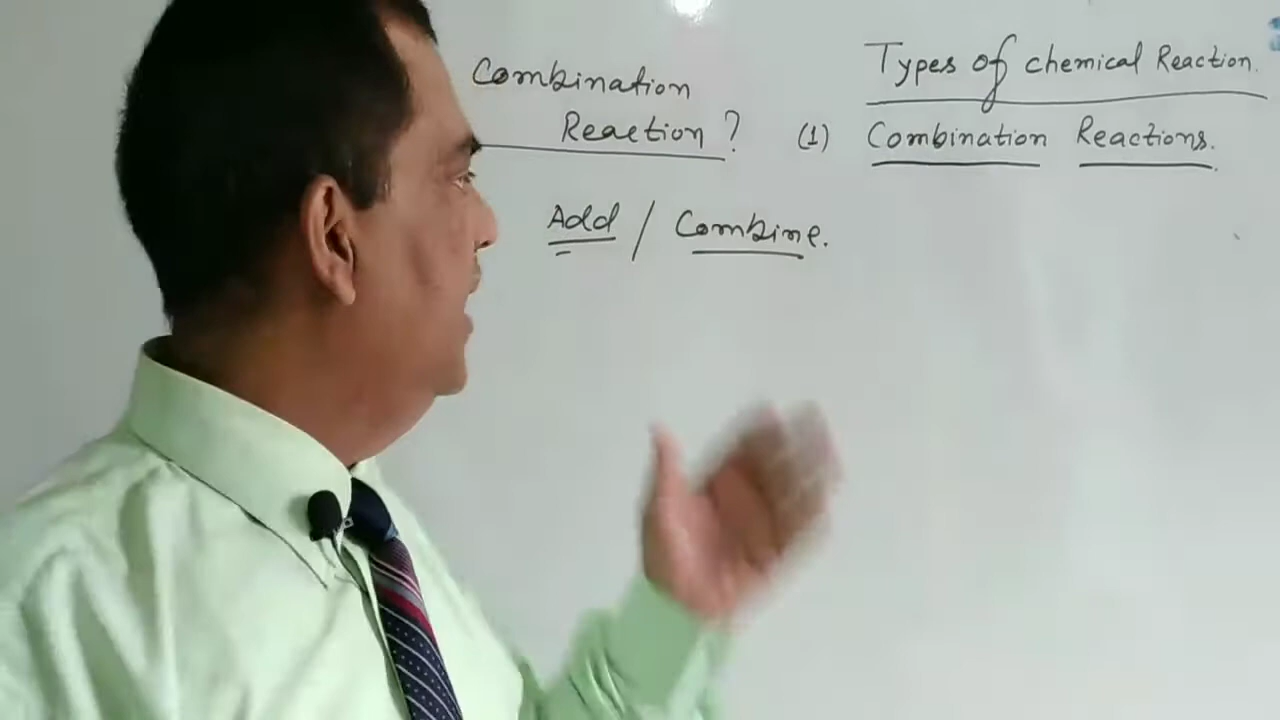 Combination
Reaction?
Add / Combine.
Types of chemical Reaction.
(1) Combination Reactions.